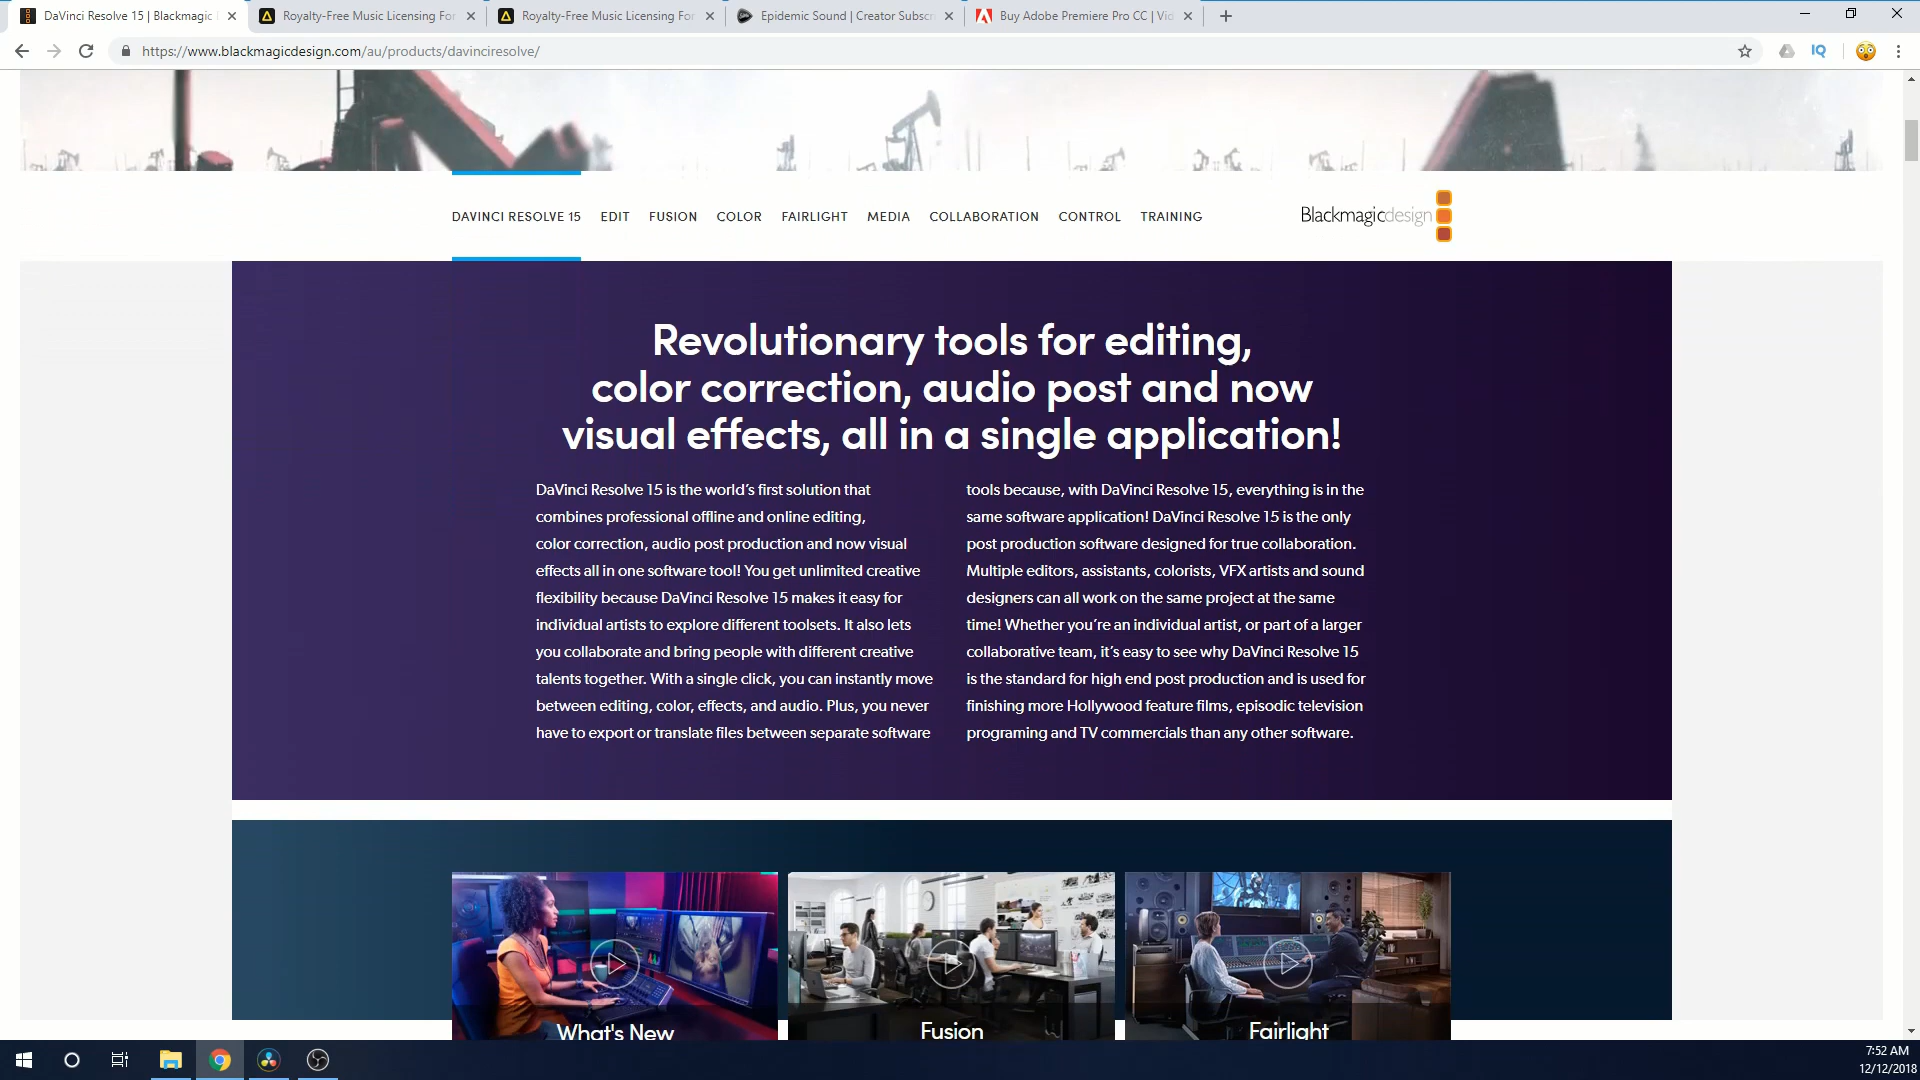 DaVinci Resolve 15 | Blackmagic
Royalty-Free Music Licensing For
Royalty-Free Music Licensing For
Epidemic Sound | Creator Subscr
Buy Adobe Premiere Pro CC | Vid
https://www.blackmagicdesign.com/au/products/davinciresolve/
IQ
DAVINCI RESOLVE 15 EDIT FUSION COLOR FAIRLIGHT MEDIA COLLABORATION CONTROL TRAINING
Blackmagicdesign
Revolutionary tools for editing,
color correction, audio post and now
visual effects, all in a single application!
DaVinci Resolve 15 is the world’s first solution that
combines professional offline and online editing,
color correction, audio post production and now visual
effects all in one software tool! You get unlimited creative
flexibility because DaVinci Resolve 15 makes it easy for
individual artists to explore different toolsets. It also lets
you collaborate and bring people with different creative
talents together. With a single click, you can instantly move
between editing, color, effects, and audio. Plus, you never
have to export or translate files between separate software
tools because, with DaVinci Resolve 15, everything is in the
same software application! DaVinci Resolve 15 is the only
post production software designed for true collaboration.
Multiple editors, assistants, colorists, VFX artists and sound
designers can all work on the same project at the same
time! Whether you’re an individual artist, or part of a larger
collaborative team, it’s easy to see why DaVinci Resolve 15
is the standard for high end post production and is used for
finishing more Hollywood feature films, episodic television
programing and TV commercials than any other software.
What's New
Fusion
Fairlight
7:52 AM
12/12/2018